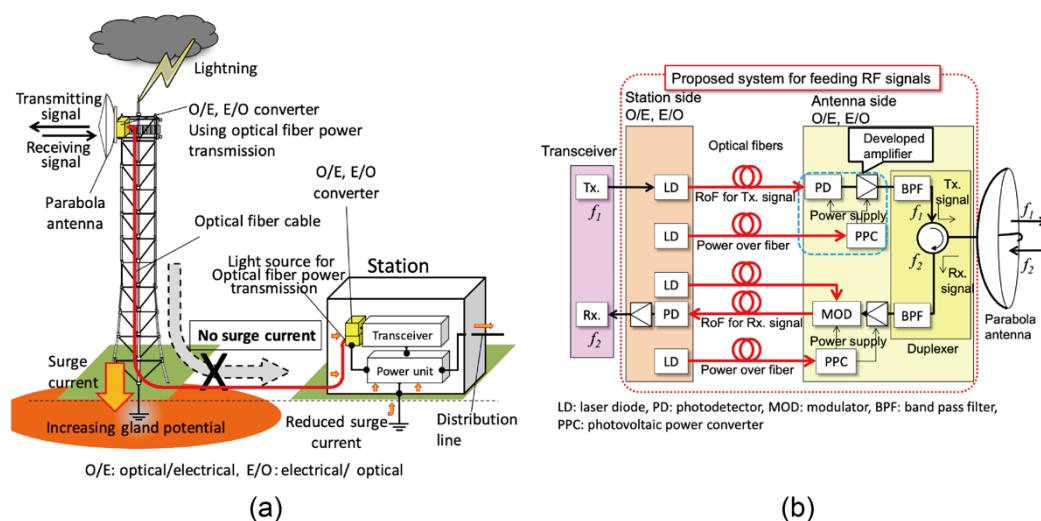 Lightning
Transmitting
signal
Receiving
signal
O/E, E/O converter
Using optical fiber power
transmission
Parabola
antenna
O/E, E/O
converter
Optical fiber cable
Light source for
Optical fiber power
transmission
Station
No surge current
X
Transceiver
Power unit
Surge
current
Increasing gland potential
Reduced surge
current
Distribution
line
O/E: optical/electrical, E/O: electrical/ optical
(a)
Proposed system for feeding RF signals
Station side
O/E, E/O
Antenna side
O/E, E/O
Developed
amplifier
Transceiver
Optical fibers
Tx.
f1
LD
RoF for Tx. signal
PD
BPF
f1
Tx.
signal
Power supply
LD
Power over fiber
PPC
f1
f2
f2
Rx.
signal
LD
Rx.
f2
PD
RoF for Rx. signal
MOD
BPF
Power supply
Duplexer
Parabola
antenna
LD
Power over fiber
PPC
LD: laser diode, PD: photodetector, MOD: modulator, BPF: band pass filter,
PPC: photovoltaic power converter
(b)